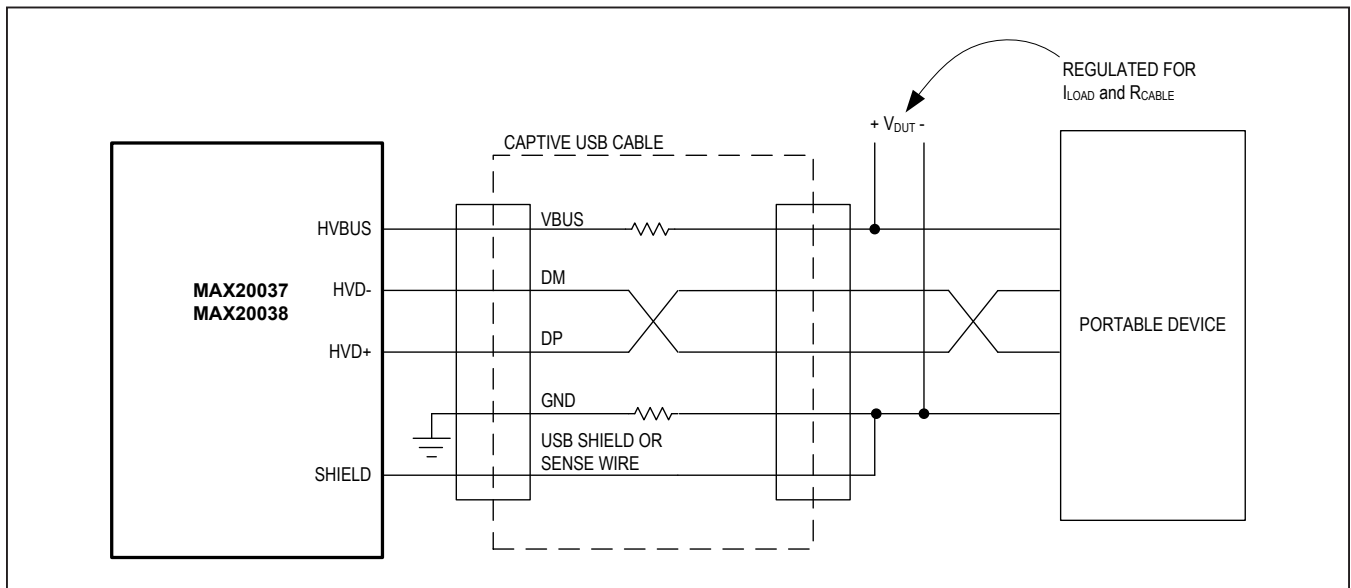 REGULATED FOR
ILOAD and RCABLE
+ VDUT -
CAPTIVE USB CABLE
HVBUS
VBUS
MAX20037
MAX20038
HVD-
DM
HVD+
DP
PORTABLE DEVICE
GND
USB SHIELD OR
SENSE WIRE
SHIELD